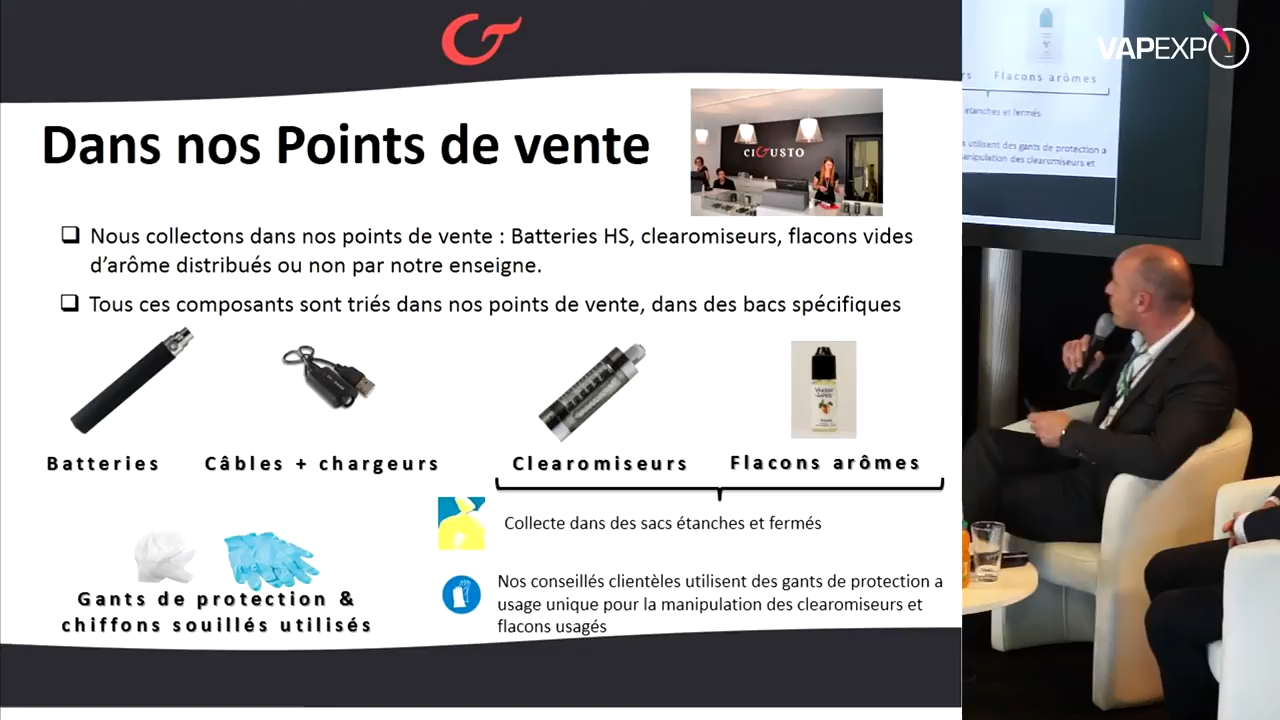 VAPEXPO
Flacons arômes
étanches et fermés
utilisent des gants de protection a
manipulation des clearomiseurs et
Dans nos Points de vente
CIGUSTO
Nous collectons dans nos points de vente : Batteries HS, clearomiseurs, flacons vides
d’arôme distribués ou non par notre enseigne.
Tous ces composants sont triés dans nos points de vente, dans des bacs spécifiques
Batteries
Câbles + chargeurs
Clearomiseurs
Flacons arômes
Collecte dans des sacs étanches et fermés
Gants de protection &
chiffons souillés utilisés
Nos conseillés clientèles utilisent des gants de protection a
usage unique pour la manipulation des clearomiseurs et
flacons usagés